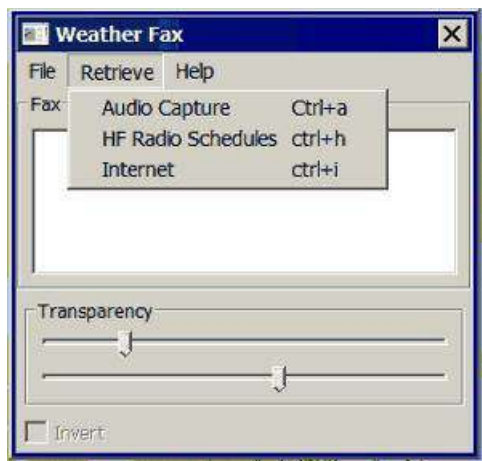 Weather Fax
File Retrieve Help
Fax
Audio Capture Ctrl+a
HF Radio Schedules ctrl+h
Internet ctrl+i
Transparency
Invert